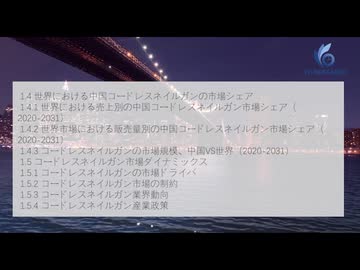 1.4 世界における中国コードレスネイルガンの市場シェア
1.4.1 世界における売上別の中国コードレスネイルガン市場シェア（
2020-2031）
1.4.2 世界市場における販売量別の中国コードレスネイルガン市場シェア（
2020-2031）
1.4.3 コードレスネイルガンの市場規模、中国VS世界（2020-2031）
1.5 コードレスネイルガン市場ダイナミックス
1.5.1 コードレスネイルガンの市場ドライバ
1.5.2 コードレスネイルガン市場の制約
1.5.3 コードレスネイルガン業界動向
1.5.4 コードレスネイルガン産業政策